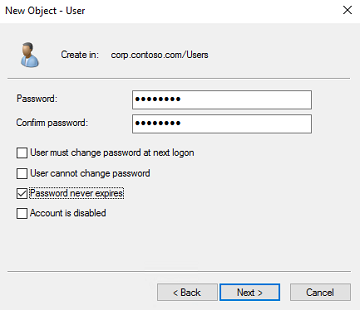 New Object - User
Create in: corp.contoso.com/Users
Password: ●●●●●●●●
Confirm password: ●●●●●●●●
User must change password at next logon
User cannot change password
Password never expires
Account is disabled
< Back Next > Cancel